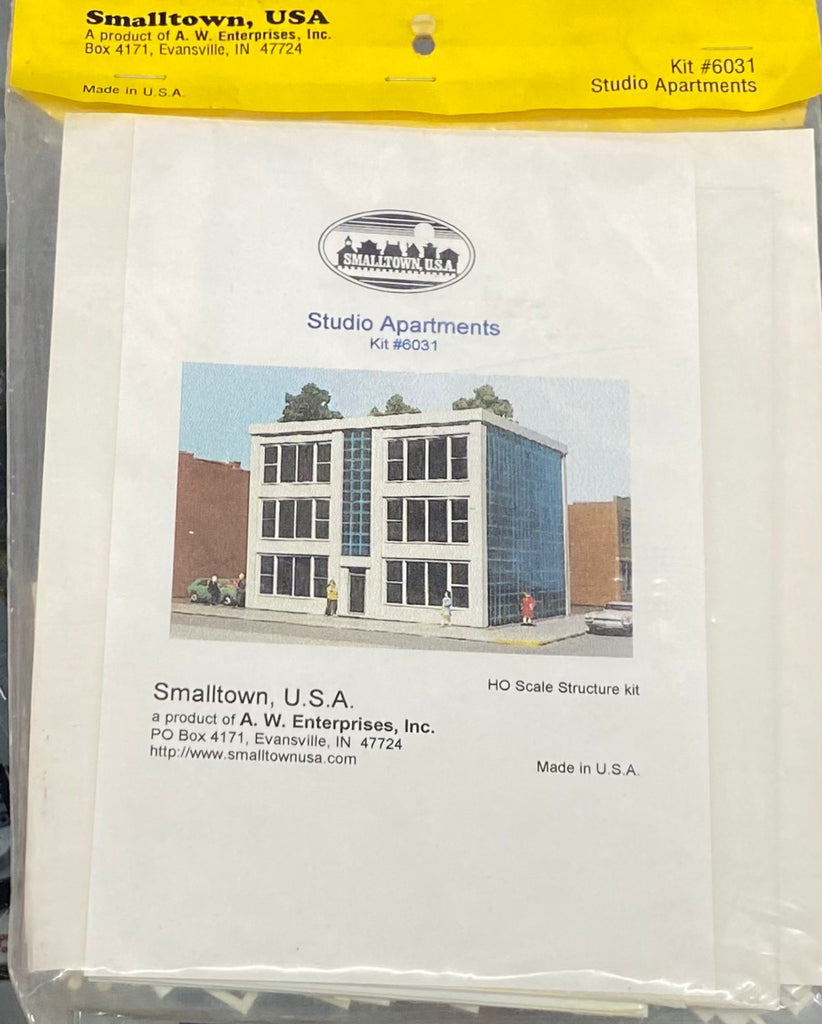 Smalltown, USA
A product of A. W. Enterprises, Inc.
Box 4171, Evansville, IN 47724
Made in U.S.A.
Kit #6031
Studio Apartments
SMALLTOWN, U.S.A.
Studio Apartments
Kit #6031
Smalltown, U.S.A.
a product of A. W. Enterprises, Inc.
PO Box 4171, Evansville, IN 47724
http://www.smalltownusa.com
HO Scale Structure kit
Made in U.S.A.